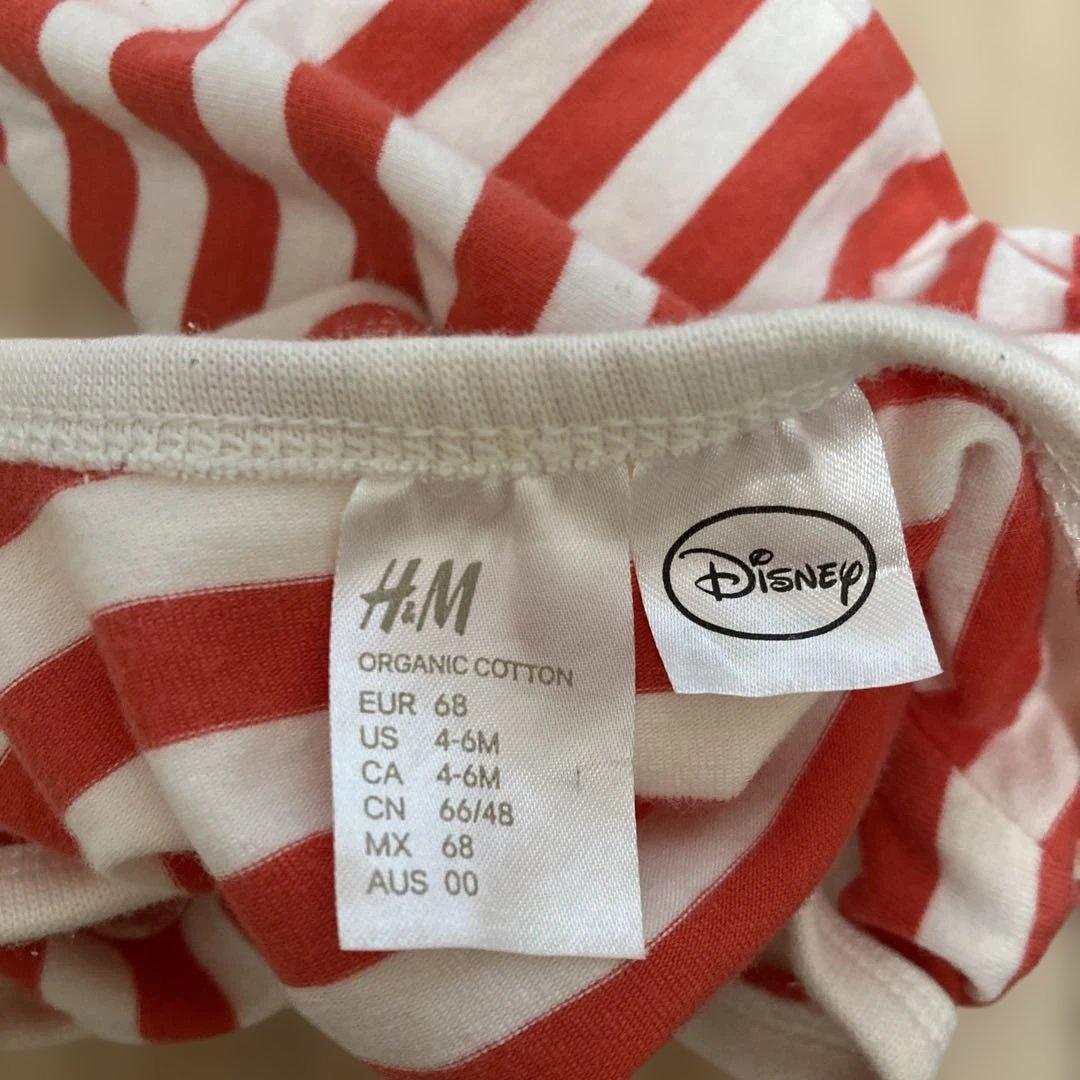 H&M
ORGANIC COTTON
EUR 68
US 4-6M
CA 4-6M
CN 66/48
MX 68
AUS 00
DISNEY